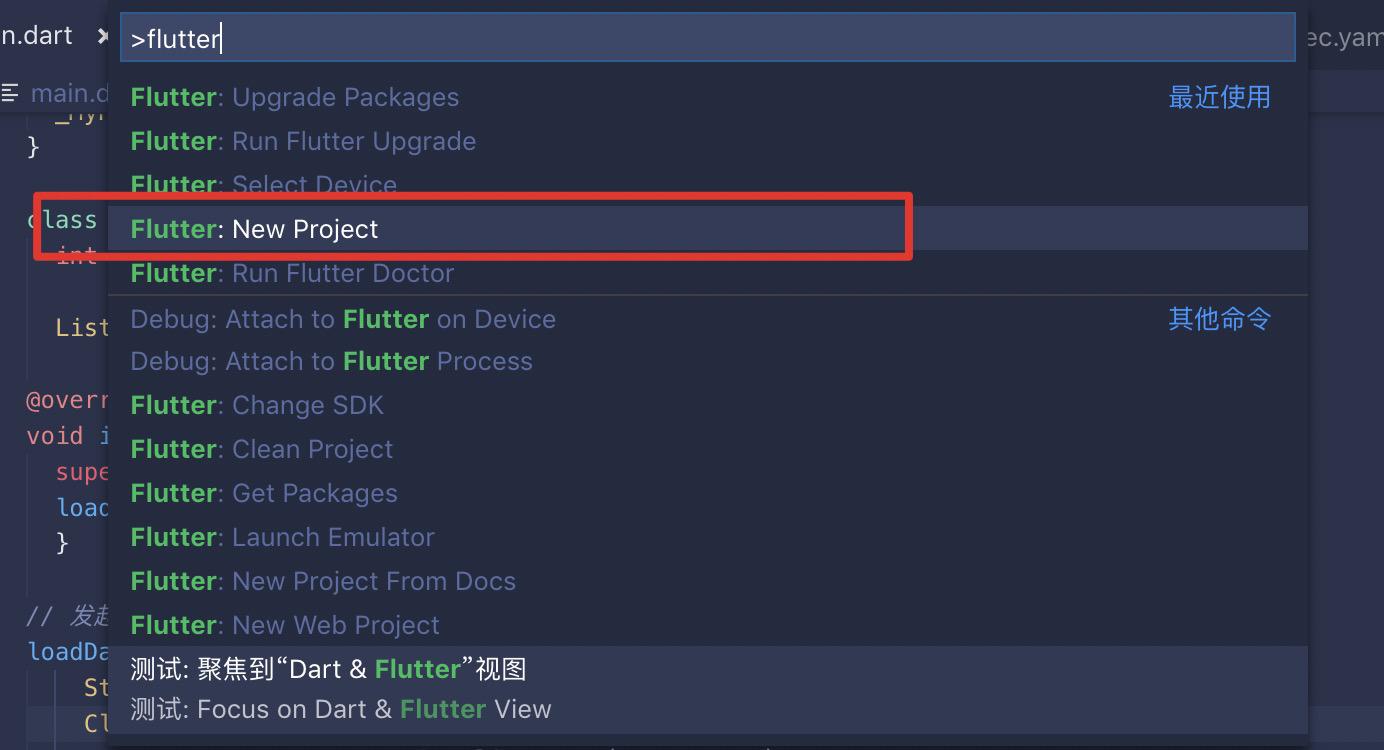 n.dart
>flutter
main.d
}
Flutter: Upgrade Packages 最近使用
Flutter: Run Flutter Upgrade
Flutter: Select Device
class
Flutter: New Project
int
Flutter: Run Flutter Doctor
Debug: Attach to Flutter on Device 其他命令
List
Debug: Attach to Flutter Process
@overr
Flutter: Change SDK
void i
Flutter: Clean Project
supe
Flutter: Get Packages
load
}
Flutter: Launch Emulator
Flutter: New Project From Docs
// 发起
Flutter: New Web Project
loadDa
测试: 聚焦到“Dart & Flutter”视图
St
测试: Focus on Dart & Flutter View
Cl